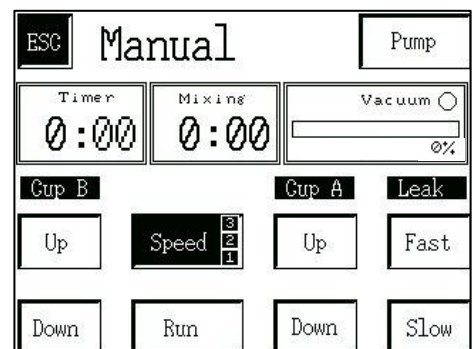 ESC Manual Pump
Timer Mixing Vacuum
0:00 0:00 0%
Cup B Cup A Leak
Up Speed 3 2 1 Up Fast
Down Run Down Slow